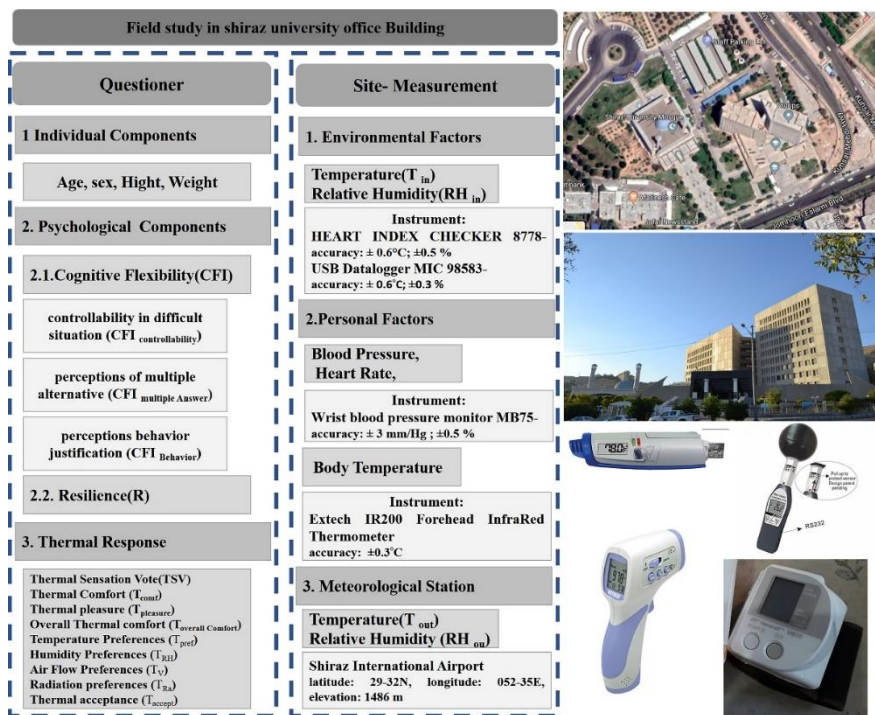 Field study in shiraz university office Building
Questioner
1 Individual Components
Age, sex, Hight, Weight
2. Psychological Components
2.1.Cognitive Flexibility(CFI)
controllability in difficult
situation (CFI controllability)
perceptions of multiple
alternative (CFI multiple Answer)
perceptions behavior
justification (CFI Behavior)
2.2. Resilience(R)
3. Thermal Response
Thermal Sensation Vote(TSV)
Thermal Comfort (Tcomf)
Thermal pleasure (Tpleasure)
Overall Thermal comfort (Toverall Comfort)
Temperature Preferences (Tpref)
Humidity Preferences (TRH)
Air Flow Preferences (TV)
Radiation preferences (TRa)
Thermal acceptance (Taccept)
Site- Measurement
1. Environmental Factors
Temperature(T in)
Relative Humidity(RH in)
Instrument:
HEART INDEX CHECKER 8778-
accuracy: ± 0.6°C; ±0.5 %
USB Datalogger MIC 98583-
accuracy: ± 0.6°C; ±0.3 %
2.Personal Factors
Blood Pressure,
Heart Rate,
Instrument:
Wrist blood pressure monitor MB75-
accuracy: ± 3 mm/Hg ; ±0.5 %
Body Temperature
Instrument:
Extech IR200 Forehead InfraRed
Thermometer
accuracy: ±0.3°C
3. Meteorological Station
Temperature(T out)
Relative Humidity (RH ou)
Shiraz International Airport
latitude: 29-32N, longitude: 052-35E,
elevation: 1486 m
Staff Parking
Shiraz University Mosque
Jomhouri Eslami Blvd
RS232